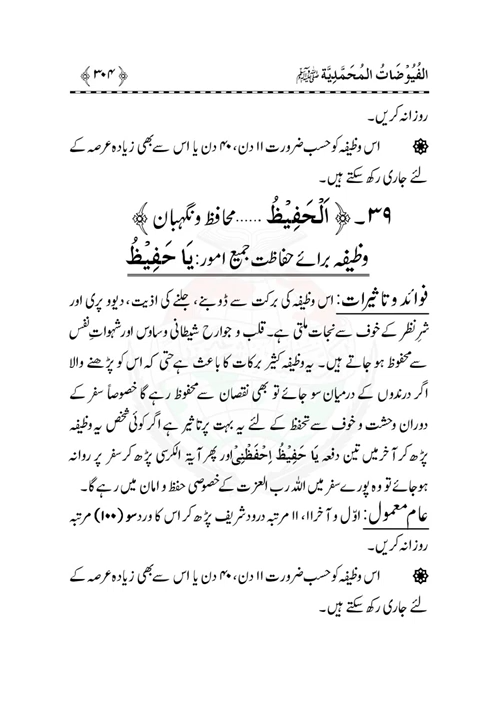 الفُيُوْضَاتُ المُحَمَّدِيَّة ﷺ ﴿۳۰۴﴾
روزانہ کریں۔
اس وظیفہ کو حسب ضرورت ۱۱ دن، ۴۰ دن یا اس سے بھی زیادہ عرصہ کے
لئے جاری رکھ سکتے ہیں۔
۳۹۔ ﴿ اَلْحَفِيْظُ ...... محافظ و نگہبان ﴾
وظیفہ برائے حفاظت جمیع امور: يَا حَفِيْظُ
فوائد و تاثیرات: اس وظیفہ کی برکت سے ڈوبنے، جلنے کی اذیت، دیو و پری اور
شرِ نظر کے خوف سے نجات ملتی ہے۔ قلب و جوارح شیطانی وساوس اور شہواتِ نفس
سے محفوظ ہو جاتے ہیں۔ یہ وظیفہ کثیر برکات کا باعث ہے حتی کہ اس کو پڑھنے والا
اگر درندوں کے درمیان سو جائے تو بھی نقصان سے محفوظ رہے گا خصوصاً سفر کے
دوران وحشت و خوف سے تحفظ کے لئے یہ بہت پرتاثیر ہے اگر کوئی شخص یہ وظیفہ
پڑھ کر آخر میں تین دفعہ يَا حَفِيْظُ اِحْفَظْنِيْ اور پھر آیۃ الکرسی پڑھ کر سفر پر روانہ
ہو جائے تو وہ پورے سفر میں اللہ رب العزت کے خصوصی حفظ و امان میں رہے گا۔
عام معمول: اوّل و آخر ۱۱، ۱۱ مرتبہ درود شریف پڑھ کر اس کا ورد سو (۱۰۰) مرتبہ
روزانہ کریں۔
اس وظیفہ کو حسب ضرورت ۱۱ دن، ۴۰ دن یا اس سے بھی زیادہ عرصہ کے
لئے جاری رکھ سکتے ہیں۔